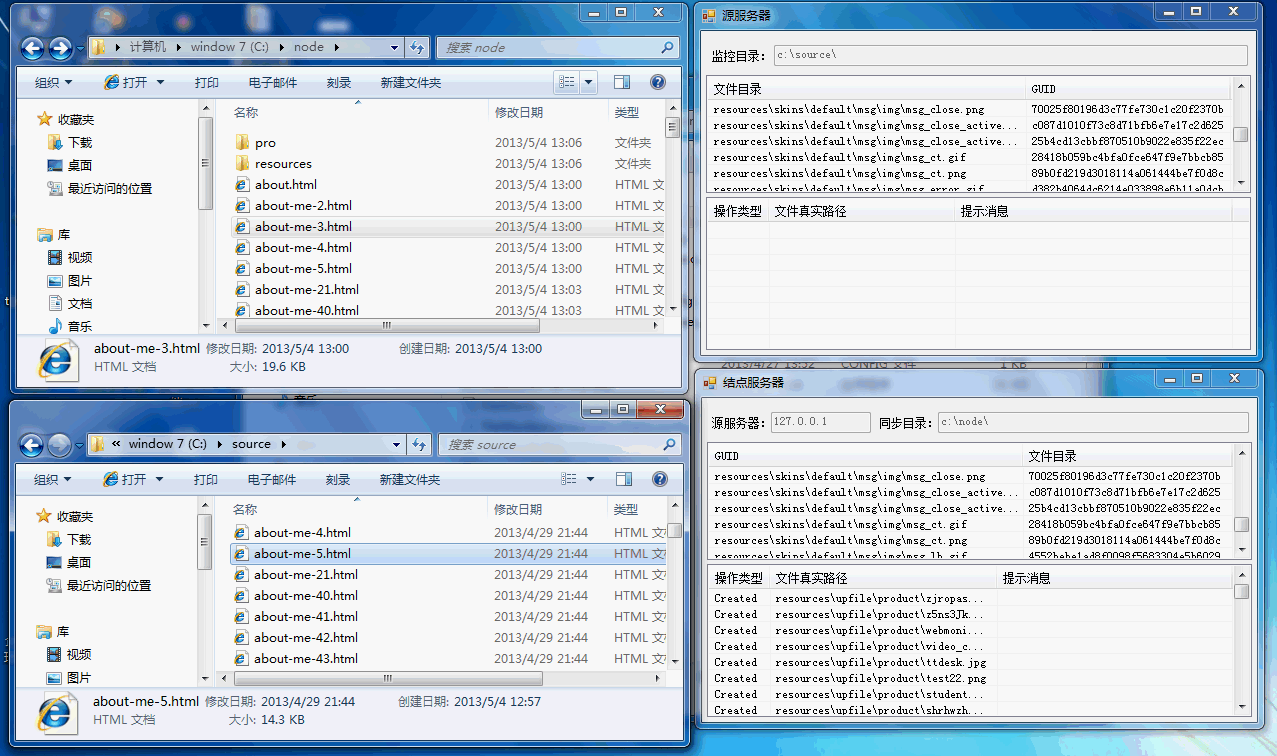 计算机 window 7 (C:) node
搜索 node
组织 打开 打印 电子邮件 刻录 新建文件夹
收藏夹
下载
桌面
最近访问的位置
库
视频
图片
文档
音乐
名称 修改日期 类型
pro 2013/5/4 13:06 文件夹
resources 2013/5/4 13:06 文件夹
about.html 2013/5/4 13:00 HTML 文
about-me-2.html 2013/5/4 13:00 HTML 文
about-me-3.html 2013/5/4 13:00 HTML 文
about-me-4.html 2013/5/4 13:00 HTML 文
about-me-5.html 2013/5/4 13:00 HTML 文
about-me-21.html 2013/5/4 13:03 HTML 文
about-me-40.html 2013/5/4 13:03 HTML 文
about-me-3.html 修改日期: 2013/5/4 13:00 创建日期: 2013/5/4 13:00
HTML 文档 大小: 19.6 KB
源服务器
监控目录: c:\source\
文件目录 GUID
resources\skins\default\msg\img\msg_close.png 70025f80196d3c77fe730c1c20f2370b
resources\skins\default\msg\img\msg_close_active... c087d1010f73c8d71bfb6e7e17c2d625
resources\skins\default\msg\img\msg_close_active... 25b4cd13cbbf870510b9022e835f22ec
resources\skins\default\msg\img\msg_ct.gif 28418b059bc4bfa0fce647f9e7bbcb85
resources\skins\default\msg\img\msg_ct.png 89b0fd219d3018114a061444be7f0d8c
resources\skins\default\msg\img\msg_error.gif d382b4064dc6214e033898e6b11a0dcb
操作类型 文件真实路径 提示消息
window 7 (C:) source
搜索 source
组织 打开 打印 电子邮件 刻录 新建文件夹
收藏夹
下载
桌面
最近访问的位置
库
视频
图片
名称 修改日期 类型
about-me-4.html 2013/4/29 21:44 HTML 文
about-me-5.html 2013/4/29 21:44 HTML 文
about-me-21.html 2013/4/29 21:44 HTML 文
about-me-40.html 2013/4/29 21:44 HTML 文
about-me-41.html 2013/4/29 21:44 HTML 文
about-me-42.html 2013/4/29 21:44 HTML 文
about-me-43.html 2013/4/29 21:44 HTML 文
about-me-5.html 修改日期: 2013/4/29 21:44 创建日期: 2013/5/4 12:57
HTML 文档 大小: 14.3 KB
结点服务器
源服务器: 127.0.0.1 同步目录: c:\node\
GUID 文件目录
resources\skins\default\msg\img\msg_close.png 70025f80196d3c77fe730c1c20f2370b
resources\skins\default\msg\img\msg_close_active... c087d1010f73c8d71bfb6e7e17c2d625
resources\skins\default\msg\img\msg_close_active... 25b4cd13cbbf870510b9022e835f22ec
resources\skins\default\msg\img\msg_ct.gif 28418b059bc4bfa0fce647f9e7bbcb85
resources\skins\default\msg\img\msg_ct.png 89b0fd219d3018114a061444be7f0d8c
resources\skins\default\msg\img\msg_lb.gif 4552bebe1ad8f0098f5683304e5b6029
操作类型 文件真实路径 提示消息
Created resources\upfile\product\zjropas...
Created resources\upfile\product\z5ns3Jk...
Created resources\upfile\product\webmoni...
Created resources\upfile\product\video_c...
Created resources\upfile\product\ttdesk.jpg
Created resources\upfile\product\test22.png
Created resources\upfile\product\student...
Created resources\upfile\product\shrhwzh...